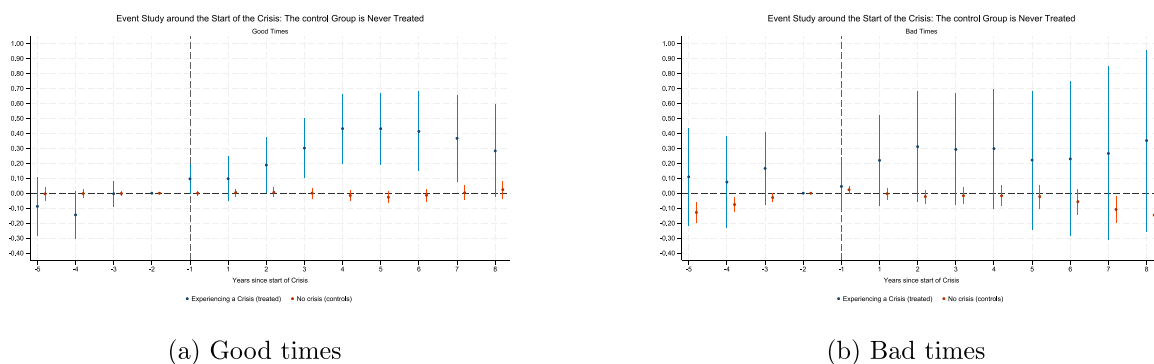 Event Study around the Start of the Crisis: The control Group is Never Treated
Good Times
1.00
0.90
0.80
0.70
0.60
0.50
0.40
0.30
0.20
0.10
0.00
-0.10
-0.20
-0.30
-0.40
-5 -4 -3 -2 -1 1 2 3 4 5 6 7 8
Years since start of Crisis
Experiencing a Crisis (treated) No crisis (controls)
(a) Good times
Event Study around the Start of the Crisis: The control Group is Never Treated
Bad Times
1.00
0.90
0.80
0.70
0.60
0.50
0.40
0.30
0.20
0.10
0.00
-0.10
-0.20
-0.30
-0.40
-5 -4 -3 -2 -1 1 2 3 4 5 6 7 8
Years since start of Crisis
Experiencing a Crisis (treated) No crisis (controls)
(b) Bad times